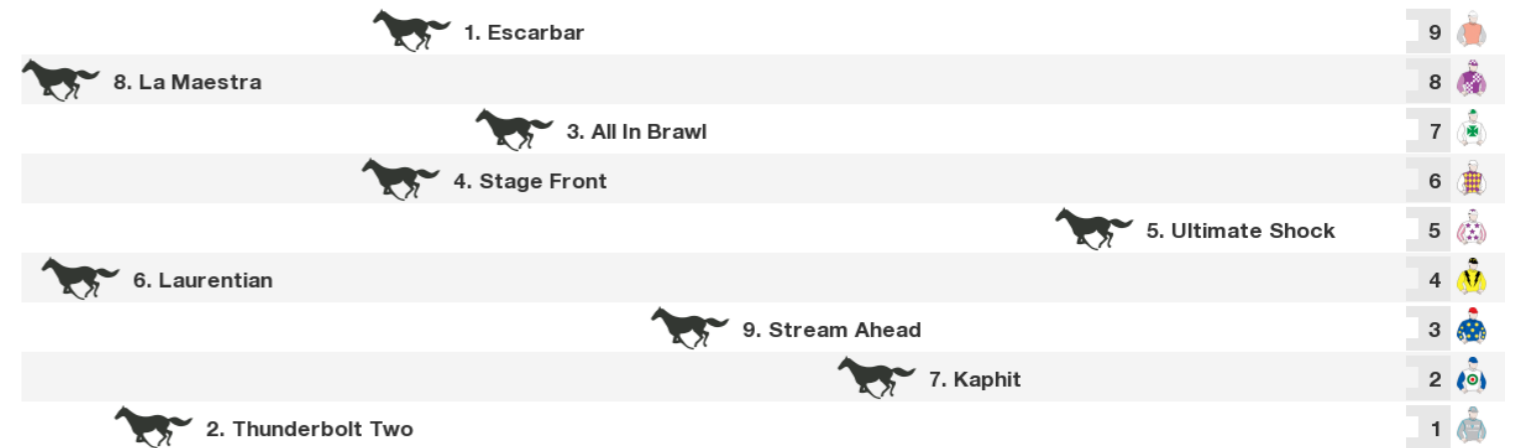 1. Escarbar 9
8. La Maestra 8
3. All In Brawl 7
4. Stage Front 6
5. Ultimate Shock 5
6. Laurentian 4
9. Stream Ahead 3
7. Kaphit 2
2. Thunderbolt Two 1